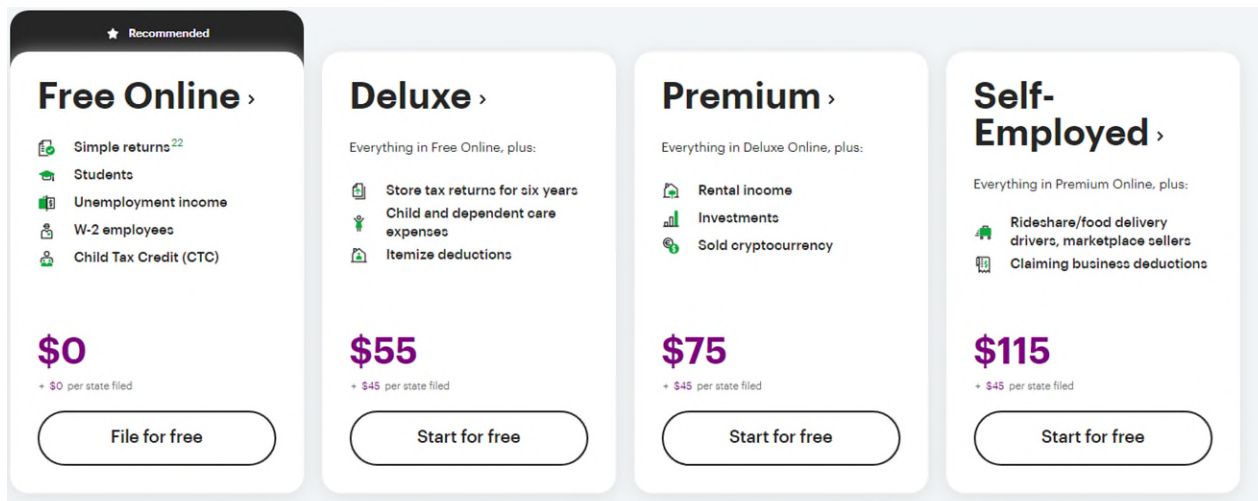 Recommended
Free Online ›
Simple returns22
Students
Unemployment income
W-2 employees
Child Tax Credit (CTC)
$0
+ $0 per state filed
File for free
Deluxe ›
Everything in Free Online, plus:
Store tax returns for six years
Child and dependent care
expenses
Itemize deductions
$55
+ $45 per state filed
Start for free
Premium ›
Everything in Deluxe Online, plus:
Rental income
Investments
Sold cryptocurrency
$75
+ $45 per state filed
Start for free
Self-
Employed ›
Everything in Premium Online, plus:
Rideshare/food delivery
drivers, marketplace sellers
Claiming business deductions
$115
+ $45 per state filed
Start for free